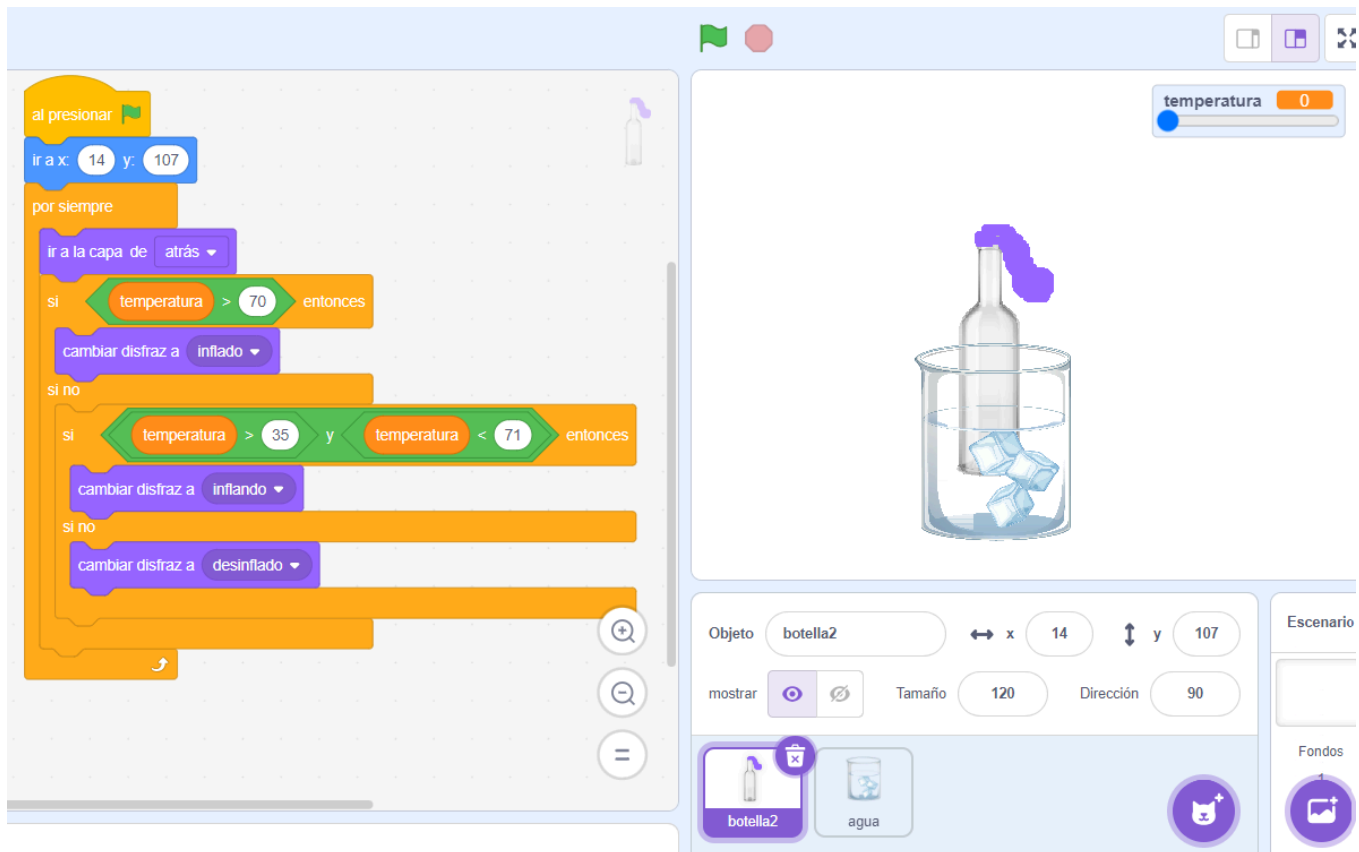 al presionar
ir a x: 14 y: 107
por siempre
ir a la capa de atrás
si temperatura > 70 entonces
cambiar disfraz a inflado
si no
si temperatura > 35 y temperatura < 71 entonces
cambiar disfraz a inflando
si no
cambiar disfraz a desinflado
temperatura 0
Objeto botella2 x 14 y 107
mostrar Tamaño 120 Dirección 90
botella2
agua
Escenario
Fondos
1